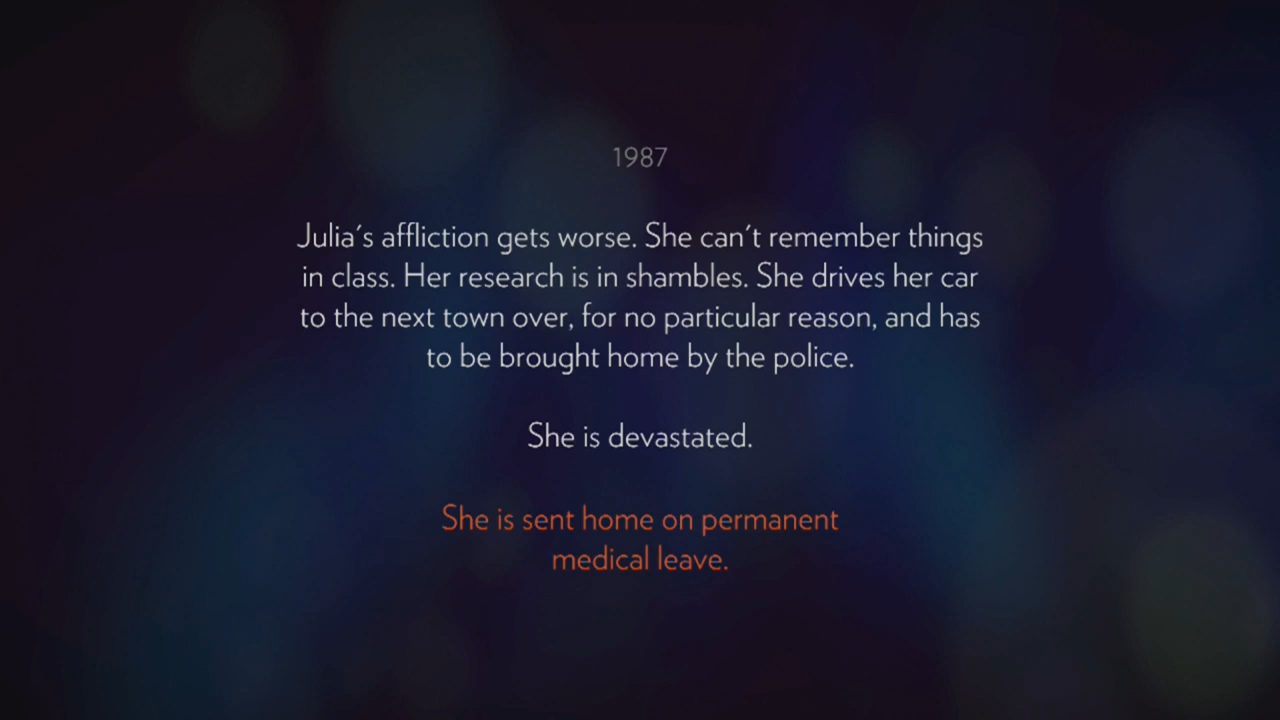 1987
Julia's affliction gets worse. She can't remember things
in class. Her research is in shambles. She drives her car
to the next town over, for no particular reason, and has
to be brought home by the police.
She is devastated.
She is sent home on permanent
medical leave.